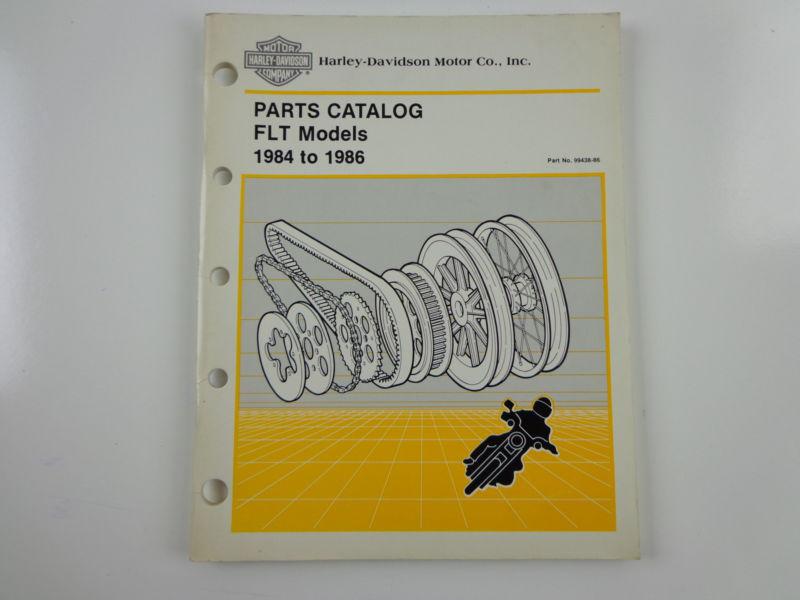 MOTOR
HARLEY-DAVIDSON
COMPANY
®
Harley-Davidson Motor Co., Inc.
PARTS CATALOG
FLT Models
1984 to 1986
Part No. 99438-86